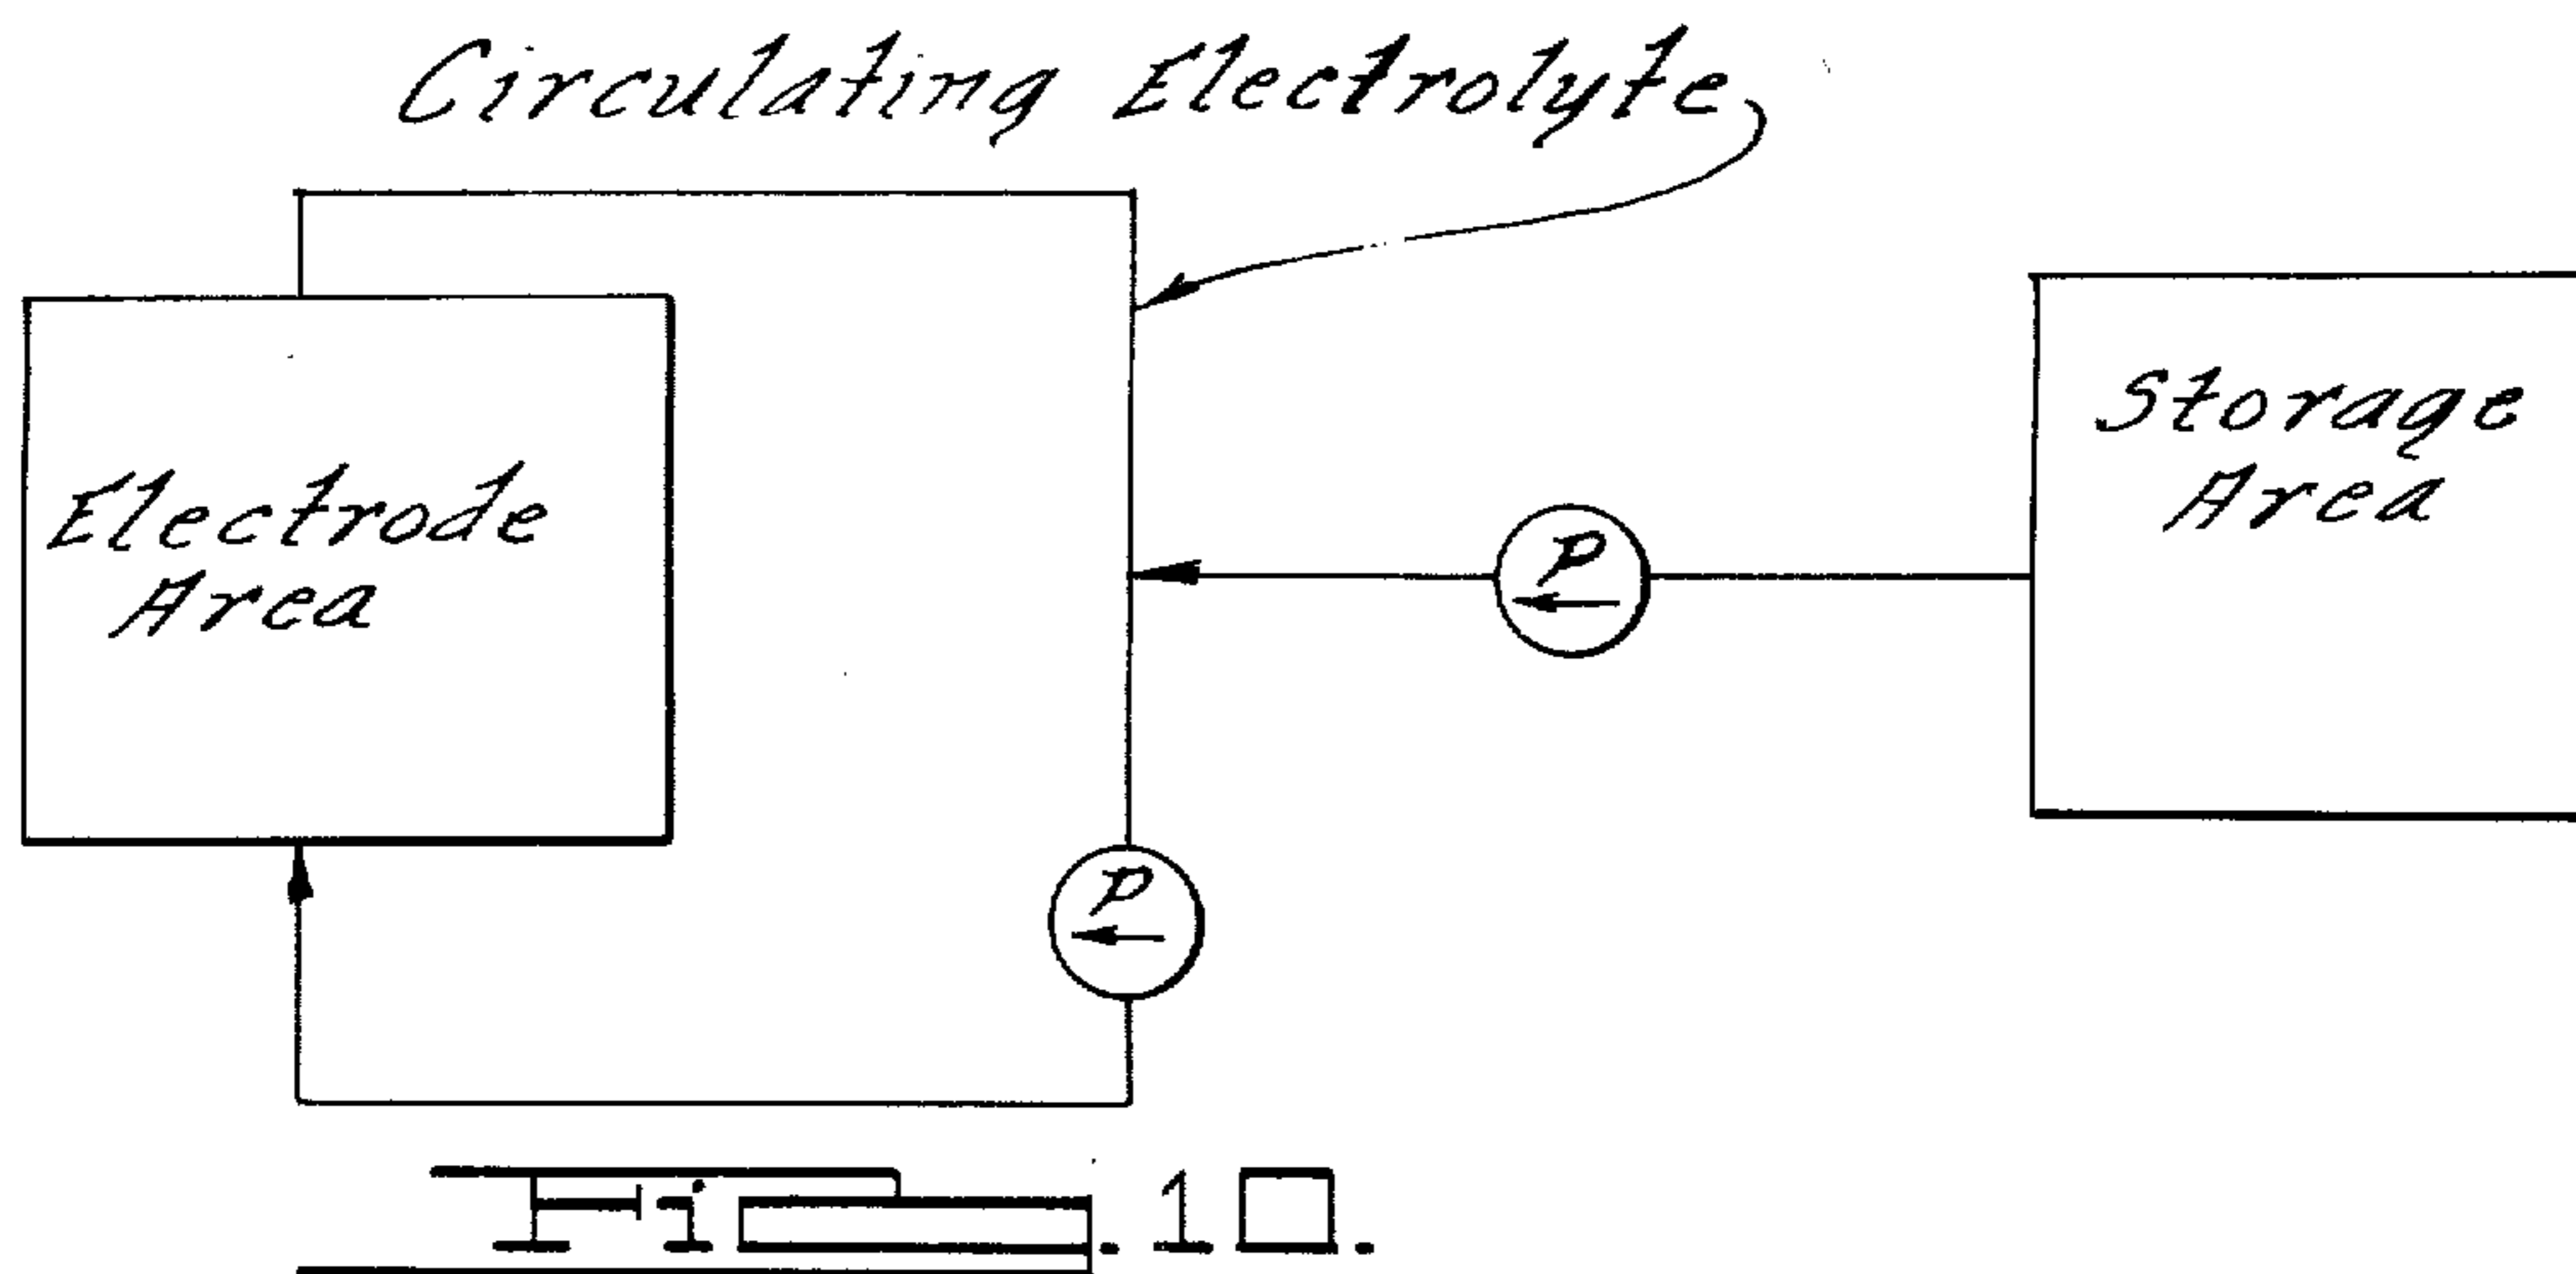 Circulating Electrolyte
Electrode
Area
Storage
Area
P
P
Fig. 10.